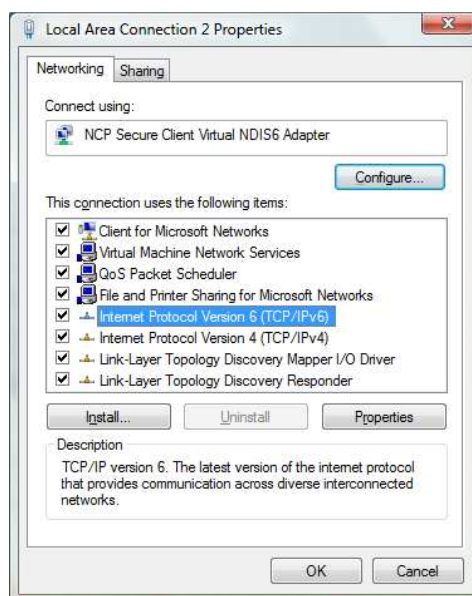 Local Area Connection 2 Properties
Networking
Sharing
Connect using:
NCP Secure Client Virtual NDIS6 Adapter
Configure...
This connection uses the following items:
Client for Microsoft Networks
Virtual Machine Network Services
QoS Packet Scheduler
File and Printer Sharing for Microsoft Networks
Internet Protocol Version 6 (TCP/IPv6)
Internet Protocol Version 4 (TCP/IPv4)
Link-Layer Topology Discovery Mapper I/O Driver
Link-Layer Topology Discovery Responder
Install...
Uninstall
Properties
Description
TCP/IP version 6. The latest version of the internet protocol
that provides communication across diverse interconnected
networks.
OK
Cancel